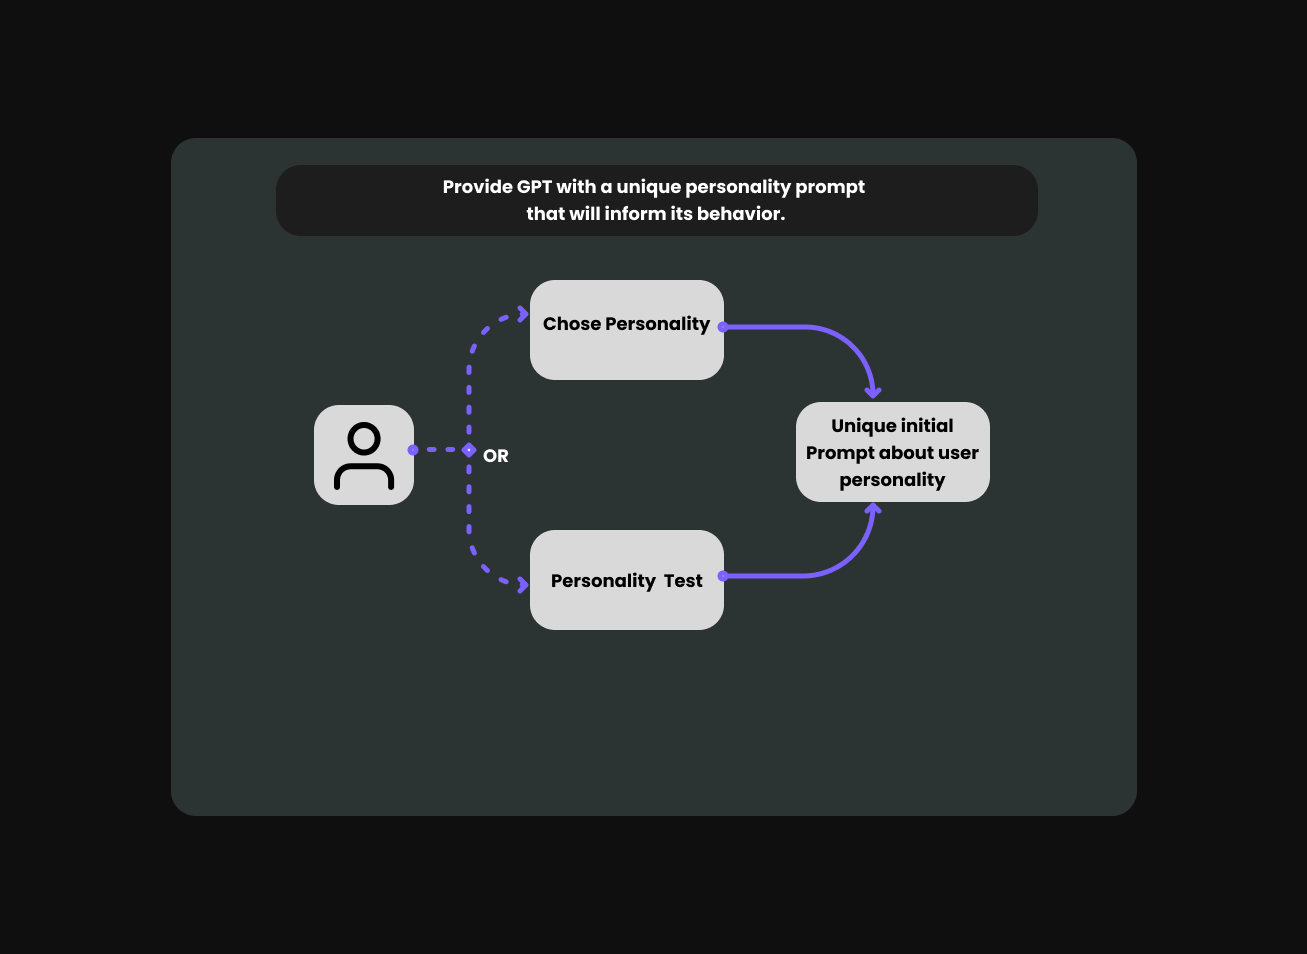 Provide GPT with a unique personality prompt
that will inform its behavior.
Chose Personality
OR
Unique initial
Prompt about user
personality
Personality  Test